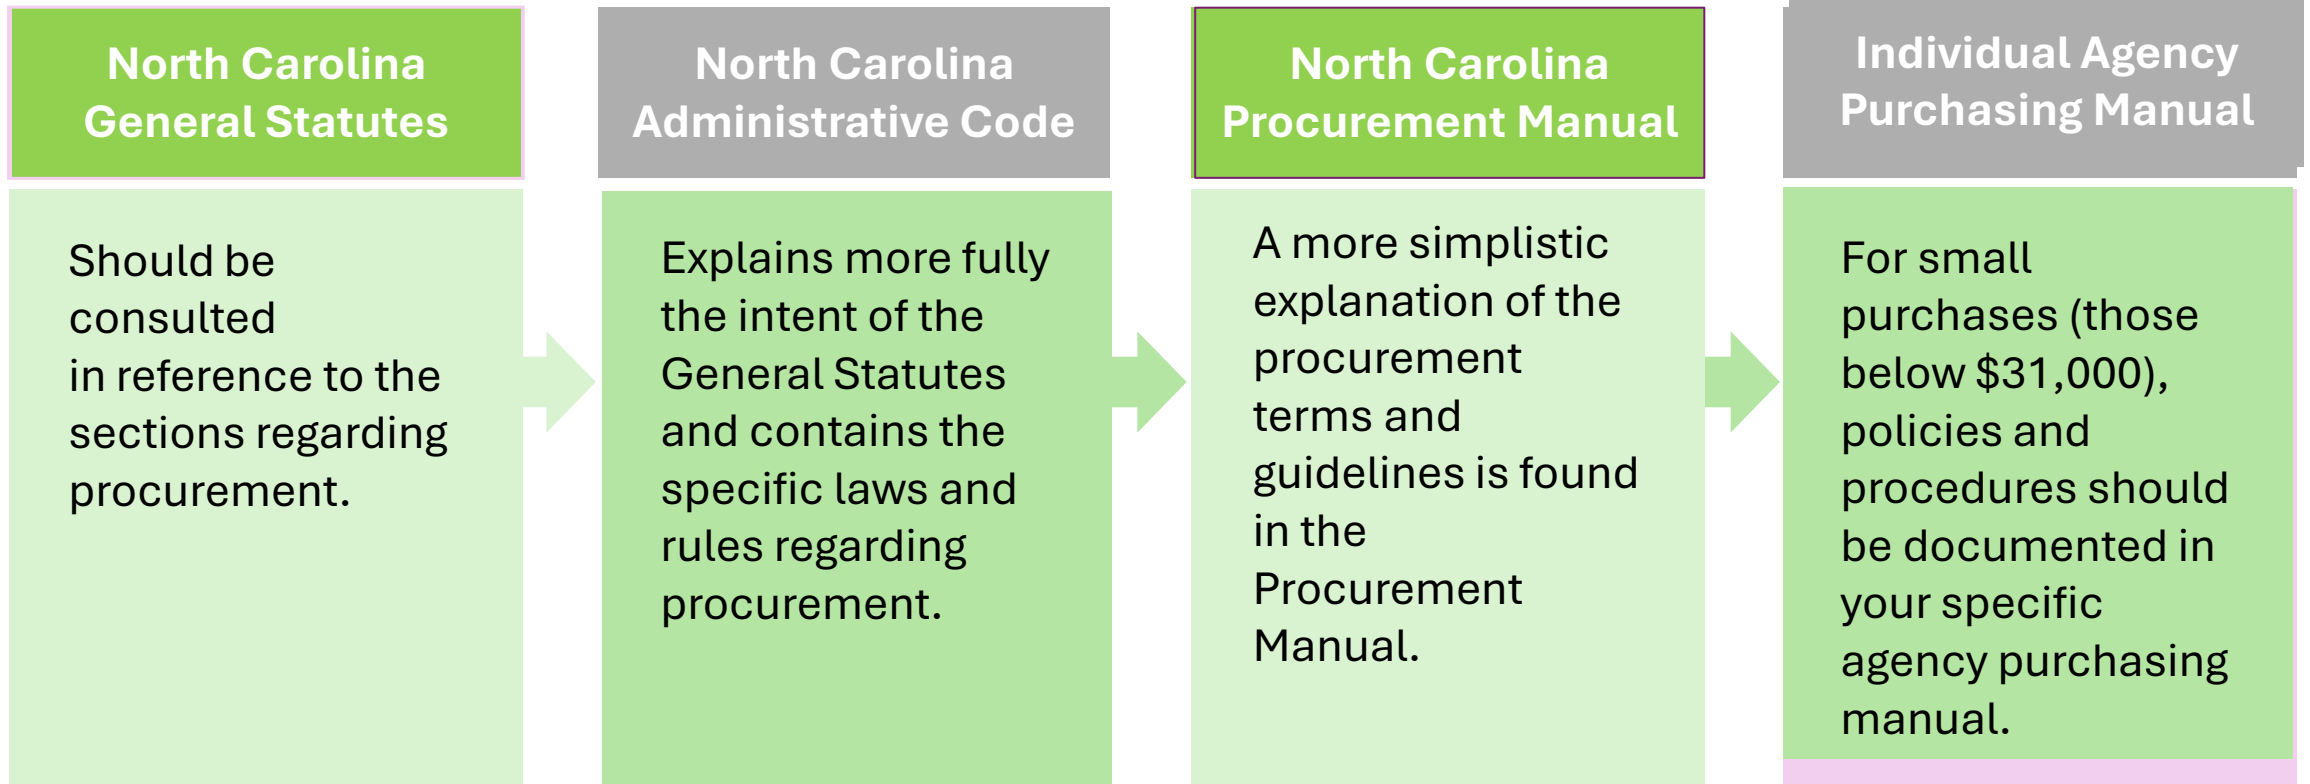 North Carolina
General Statutes
Should be
consulted
in reference to the
sections regarding
procurement.
North Carolina
Administrative Code
Explains more fully
the intent of the
General Statutes
and contains the
specific laws and
rules regarding
procurement.
North Carolina
Procurement Manual
A more simplistic
explanation of the
procurement
terms and
guidelines is found
in the
Procurement
Manual.
Individual Agency
Purchasing Manual
For small
purchases (those
below $31,000),
policies and
procedures should
be documented in
your specific
agency purchasing
manual.